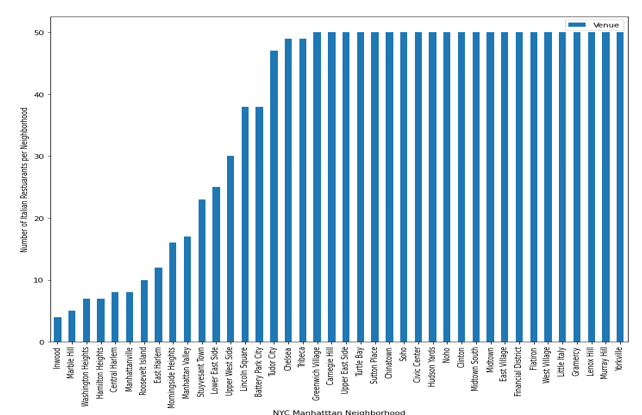 Venue
50
40
30
20
10
0
Number of Italian Restuarants per Neighborhood
Inwood
Marble Hill
Washington Heights
Hamilton Heights
Central Harlem
Manhattanville
Roosevelt Island
East Harlem
Morningside Heights
Manhattan Valley
Stuyvesant Town
Lower East Side
Upper West Side
Lincoln Square
Battery Park City
Tudor City
Chelsea
Tribeca
Greenwich Village
Carnegie Hill
Upper East Side
Turtle Bay
Sutton Place
Chinatown
Soho
Civic Center
Hudson Yards
Noho
Clinton
Midtown South
Midtown
East Village
Financial District
Flatiron
West Village
Little Italy
Gramercy
Lenox Hill
Murray Hill
Yorkville
NYC Manhatttan Neighborhood